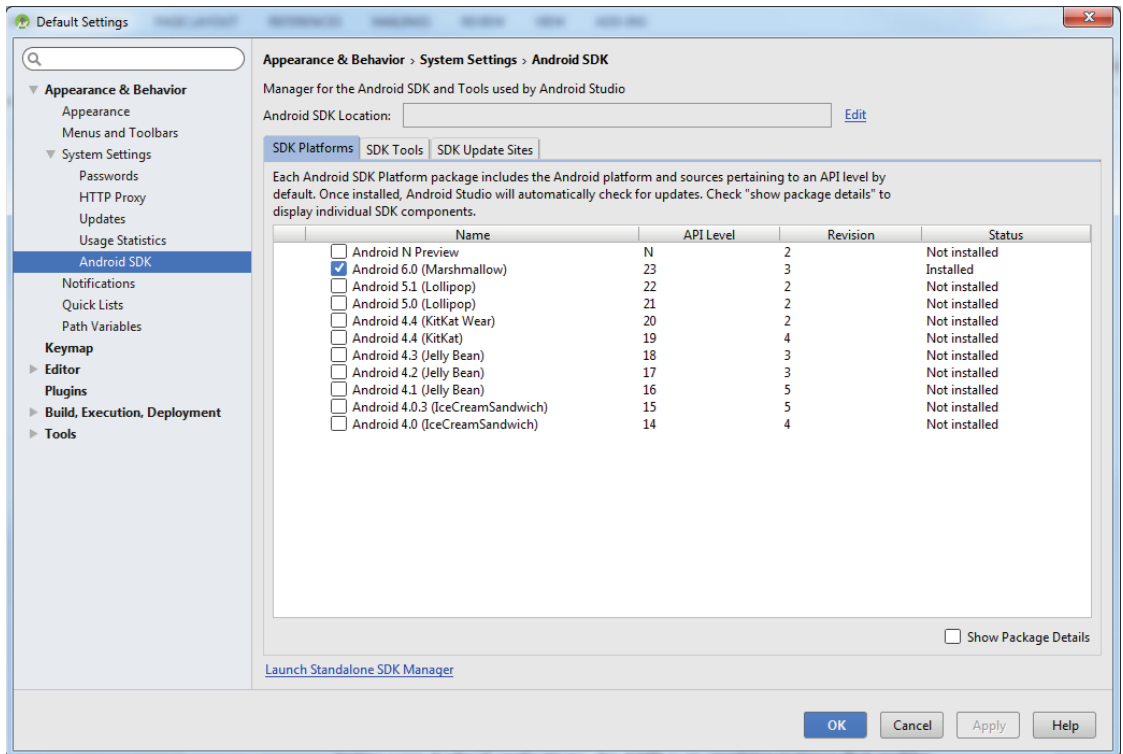 Default Settings
PAGE LAYOUT REFERENCES MAILINGS REVIEW VIEW ADD-INS
Appearance & Behavior
Appearance
Menus and Toolbars
System Settings
Passwords
HTTP Proxy
Updates
Usage Statistics
Android SDK
Notifications
Quick Lists
Path Variables
Keymap
Editor
Plugins
Build, Execution, Deployment
Tools
Appearance & Behavior › System Settings › Android SDK
Manager for the Android SDK and Tools used by Android Studio
Android SDK Location: Edit
SDK Platforms SDK Tools SDK Update Sites
Each Android SDK Platform package includes the Android platform and sources pertaining to an API level by
default. Once installed, Android Studio will automatically check for updates. Check "show package details" to
display individual SDK components.
Name API Level Revision Status
Android N Preview N 2 Not installed
Android 6.0 (Marshmallow) 23 3 Installed
Android 5.1 (Lollipop) 22 2 Not installed
Android 5.0 (Lollipop) 21 2 Not installed
Android 4.4 (KitKat Wear) 20 2 Not installed
Android 4.4 (KitKat) 19 4 Not installed
Android 4.3 (Jelly Bean) 18 3 Not installed
Android 4.2 (Jelly Bean) 17 3 Not installed
Android 4.1 (Jelly Bean) 16 5 Not installed
Android 4.0.3 (IceCreamSandwich) 15 5 Not installed
Android 4.0 (IceCreamSandwich) 14 4 Not installed
Show Package Details
Launch Standalone SDK Manager
OK Cancel Apply Help